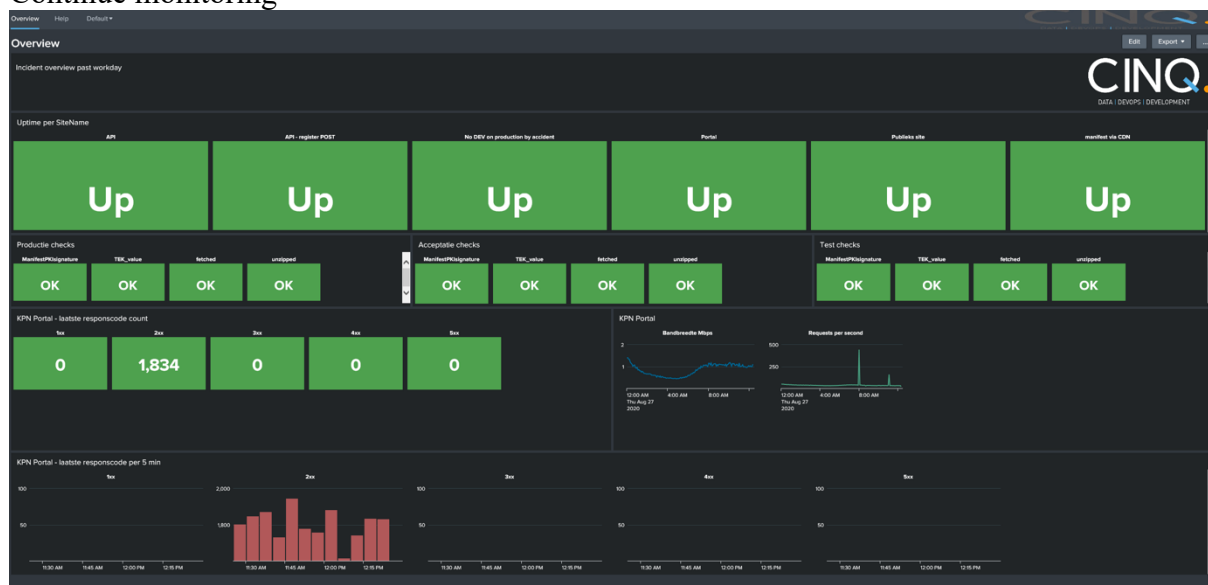 Continue monitoring
Overview Help Default
Overview
Edit Export ...
Incident overview past workday
CINQ
DATA | DEVOPS | DEVELOPMENT
Uptime per SiteName
API API - register POST No DEV on production by accident Portal Publieks site manifest via CDN
Up Up Up Up Up Up
Productie checks Acceptatie checks Test checks
ManifestPKIsignature TEK_value fetched unzipped ManifestPKIsignature TEK_value fetched unzipped ManifestPKIsignature TEK_value fetched unzipped
OK OK OK OK OK OK OK OK OK OK OK OK
KPN Portal - laatste responscode count KPN Portal
1xx 2xx 3xx 4xx 5xx Bandbreedte Mbps Requests per second
0 1,834 0 0 0
2 500
1 250
12:00 AM 4:00 AM 8:00 AM 12:00 AM 4:00 AM 8:00 AM
Thu Aug 27 Thu Aug 27
2020 2020
KPN Portal - laatste responscode per 5 min
1xx 2xx 3xx 4xx 5xx
100 2,000 100 100 100
50 1,800 50 50 50
11:30 AM 11:45 AM 12:00 PM 12:15 PM 11:30 AM 11:45 AM 12:00 PM 12:15 PM 11:30 AM 11:45 AM 12:00 PM 12:15 PM 11:30 AM 11:45 AM 12:00 PM 12:15 PM 11:30 AM 11:45 AM 12:00 PM 12:15 PM